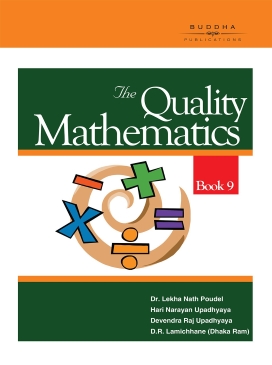 BUDDHA
PUBLICATIONS
The Quality
Mathematics
Book 9
Dr. Lekha Nath Poudel
Hari Narayan Upadhyaya
Devendra Raj Upadhyaya
D.R. Lamichhane (Dhaka Ram)